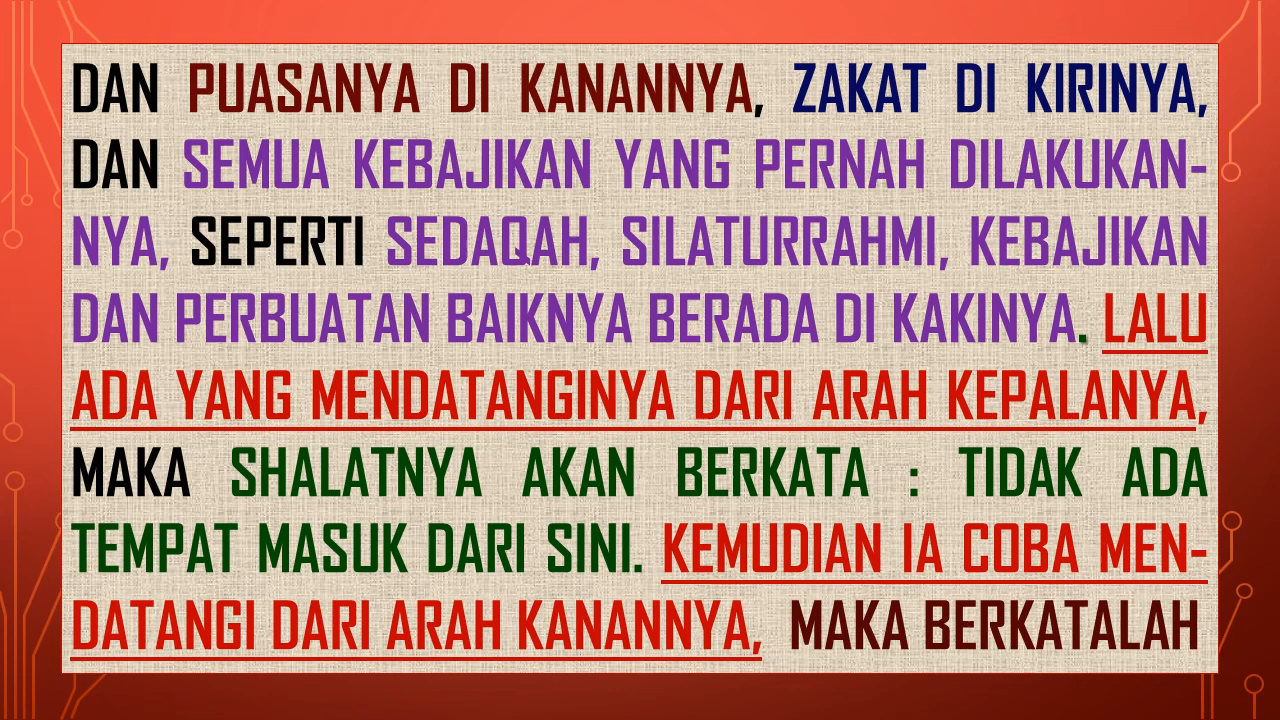 DAN PUASANYA DI KANANNYA, ZAKAT DI KIRINYA,
DAN SEMUA KEBAJIKAN YANG PERNAH DILAKUKAN-
NYA, SEPERTI SEDAQAH, SILATURRAHMI, KEBAJIKAN
DAN PERBUATAN BAIKNYA BERADA DI KAKINYA. LALU
ADA YANG MENDATANGINYA DARI ARAH KEPALANYA,
MAKA SHALATNYA AKAN BERKATA : TIDAK ADA
TEMPAT MASUK DARI SINI. KEMUDIAN IA COBA MEN-
DATANGI DARI ARAH KANANNYA, MAKA BERKATALAH